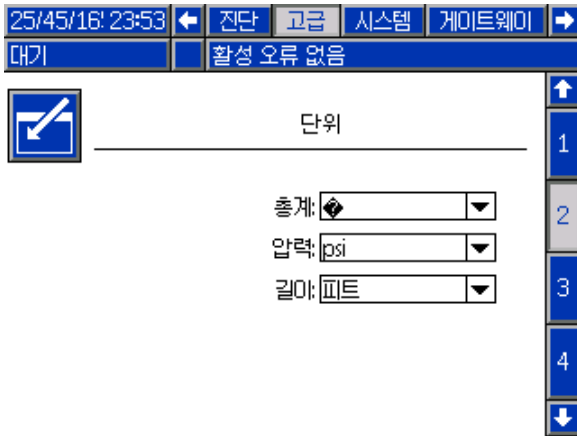 25/45/16' 23:53 진단 고급 시스템 게이트웨이
대기 활성 오류 없음
단위
1
총계: �
2
압력: psi
길이: 피트
3
4